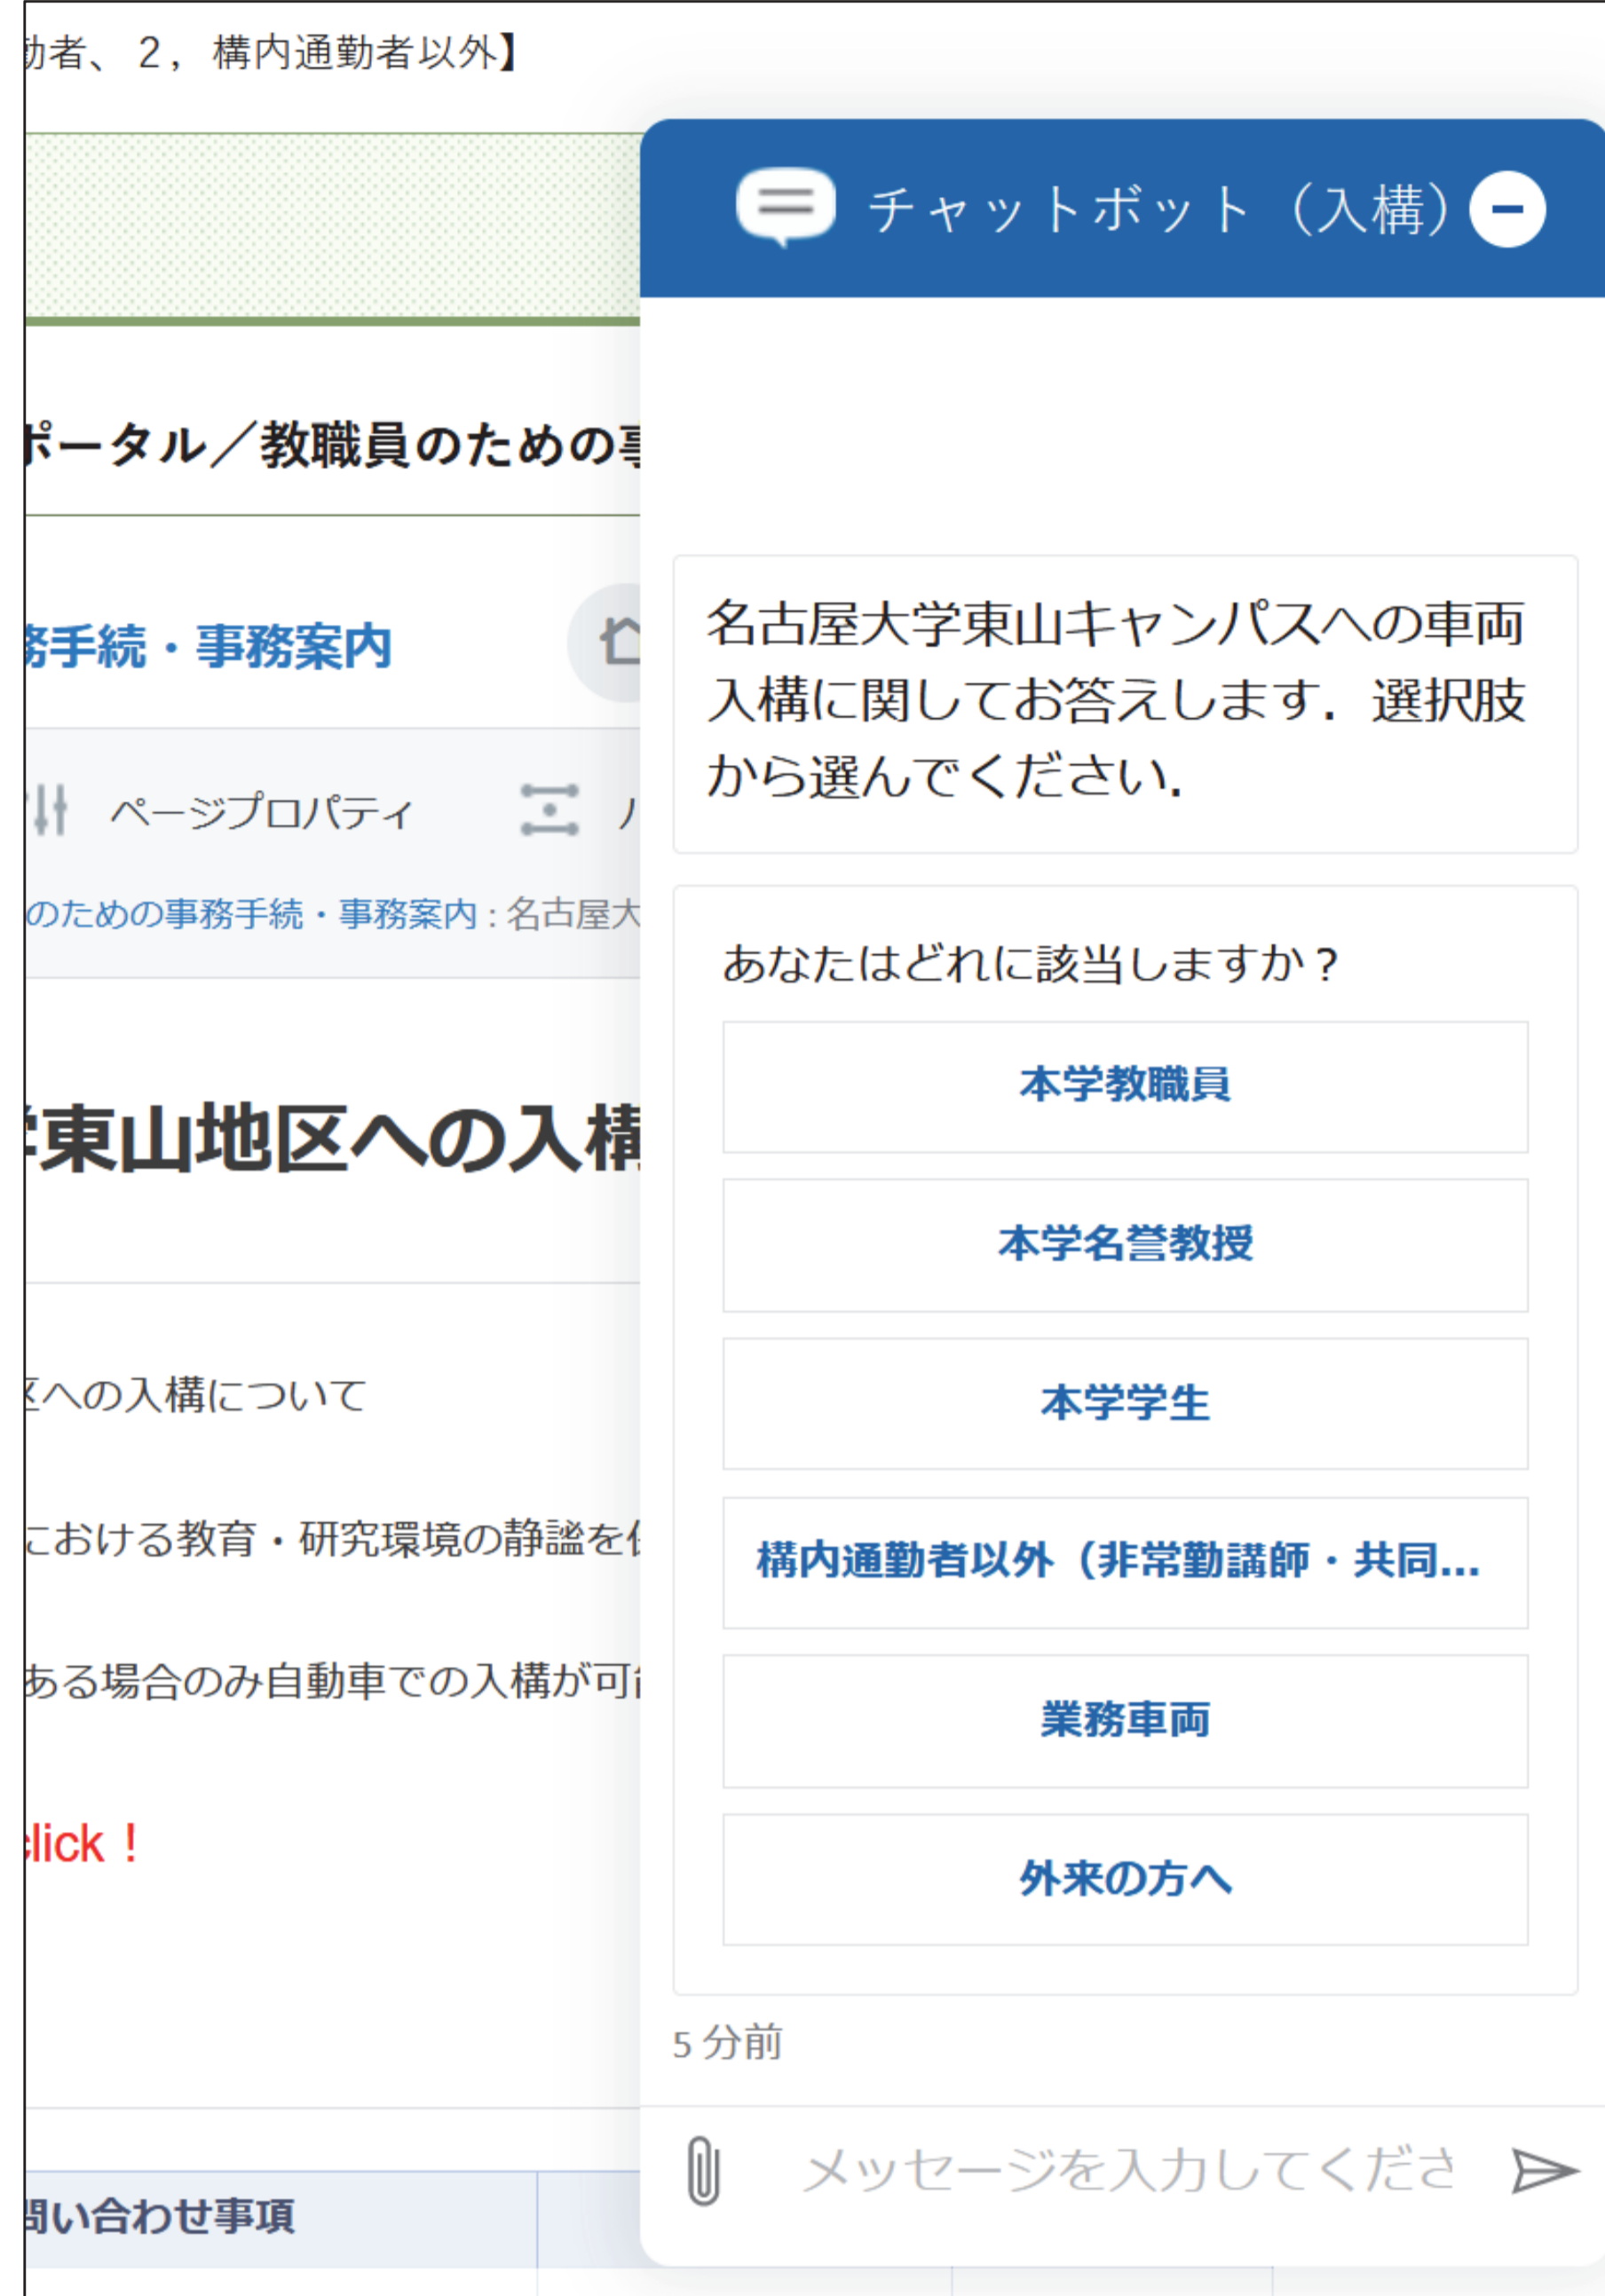 動者、２，構内通勤者以外】
ポータル／教職員のための事
務手続・事務案内
ページプロパティ
のための事務手続・事務案内 : 名古屋大
学東山地区への入構
区への入構について
における教育・研究環境の静謐を保
ある場合のみ自動車での入構が可能
click！
問い合わせ事項
チャットボット（入構）
名古屋大学東山キャンパスへの車両
入構に関してお答えします．選択肢
から選んでください．
あなたはどれに該当しますか？
本学教職員
本学名誉教授
本学学生
構内通勤者以外（非常勤講師・共同...
業務車両
外来の方へ
5 分前
メッセージを入力してくださ